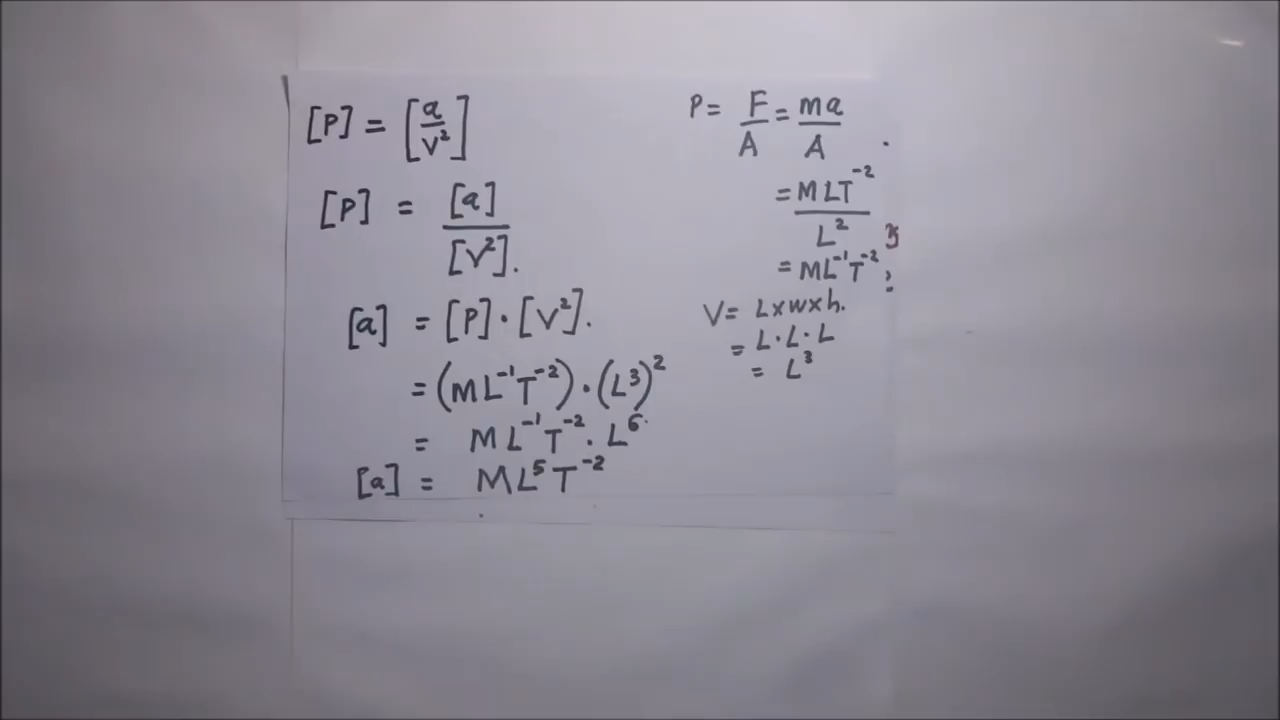 [P] = [a/V²]
[P] = [a]/[V²].
[a] = [P]·[V²].
= (ML⁻¹T⁻²)·(L³)²
= ML⁻¹T⁻².L⁶
[a] = ML⁵T⁻²
P = F/A = ma/A
= MLT⁻²/L²
= ML⁻¹T⁻²
V = L×w×h.
= L·L·L
= L³